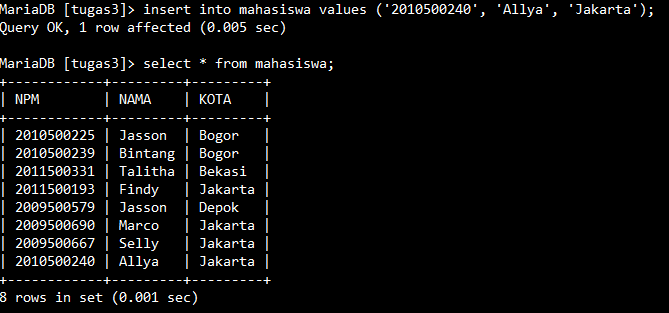 MariaDB [tugas3]> insert into mahasiswa values ('2010500240', 'Allya', 'Jakarta');
Query OK, 1 row affected (0.005 sec)
MariaDB [tugas3]> select * from mahasiswa;
+------------+---------+---------+
| NPM        | NAMA    | KOTA    |
+------------+---------+---------+
| 2010500225 | Jasson  | Bogor   |
| 2010500239 | Bintang | Bogor   |
| 2011500331 | Talitha | Bekasi  |
| 2011500193 | Findy   | Jakarta |
| 2009500579 | Jasson  | Depok   |
| 2009500690 | Marco   | Jakarta |
| 2009500667 | Selly   | Jakarta |
| 2010500240 | Allya   | Jakarta |
+------------+---------+---------+
8 rows in set (0.001 sec)